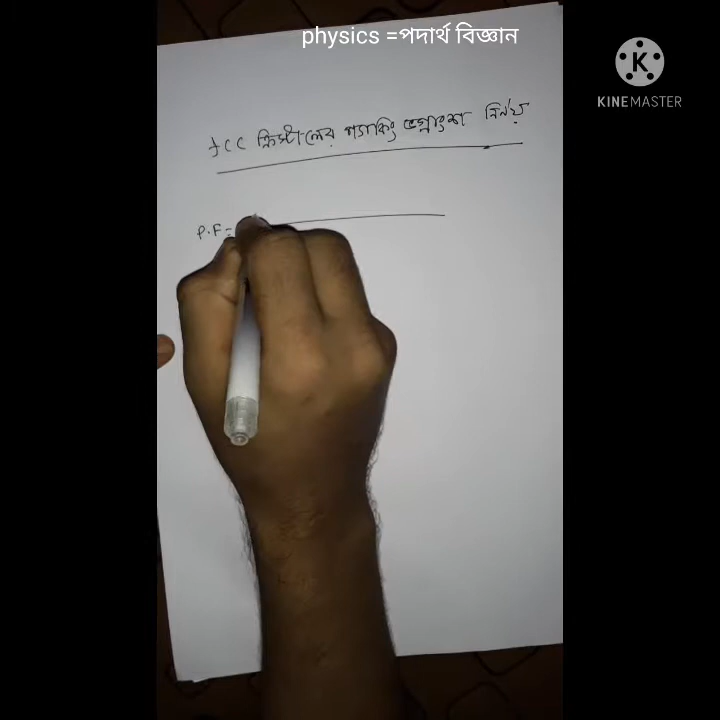 physics =পদার্থ বিজ্ঞান
KINEMASTER
fCC ক্রিস্টালের প্যাকিং ভগ্নাংশ নির্ণয়
P.F =